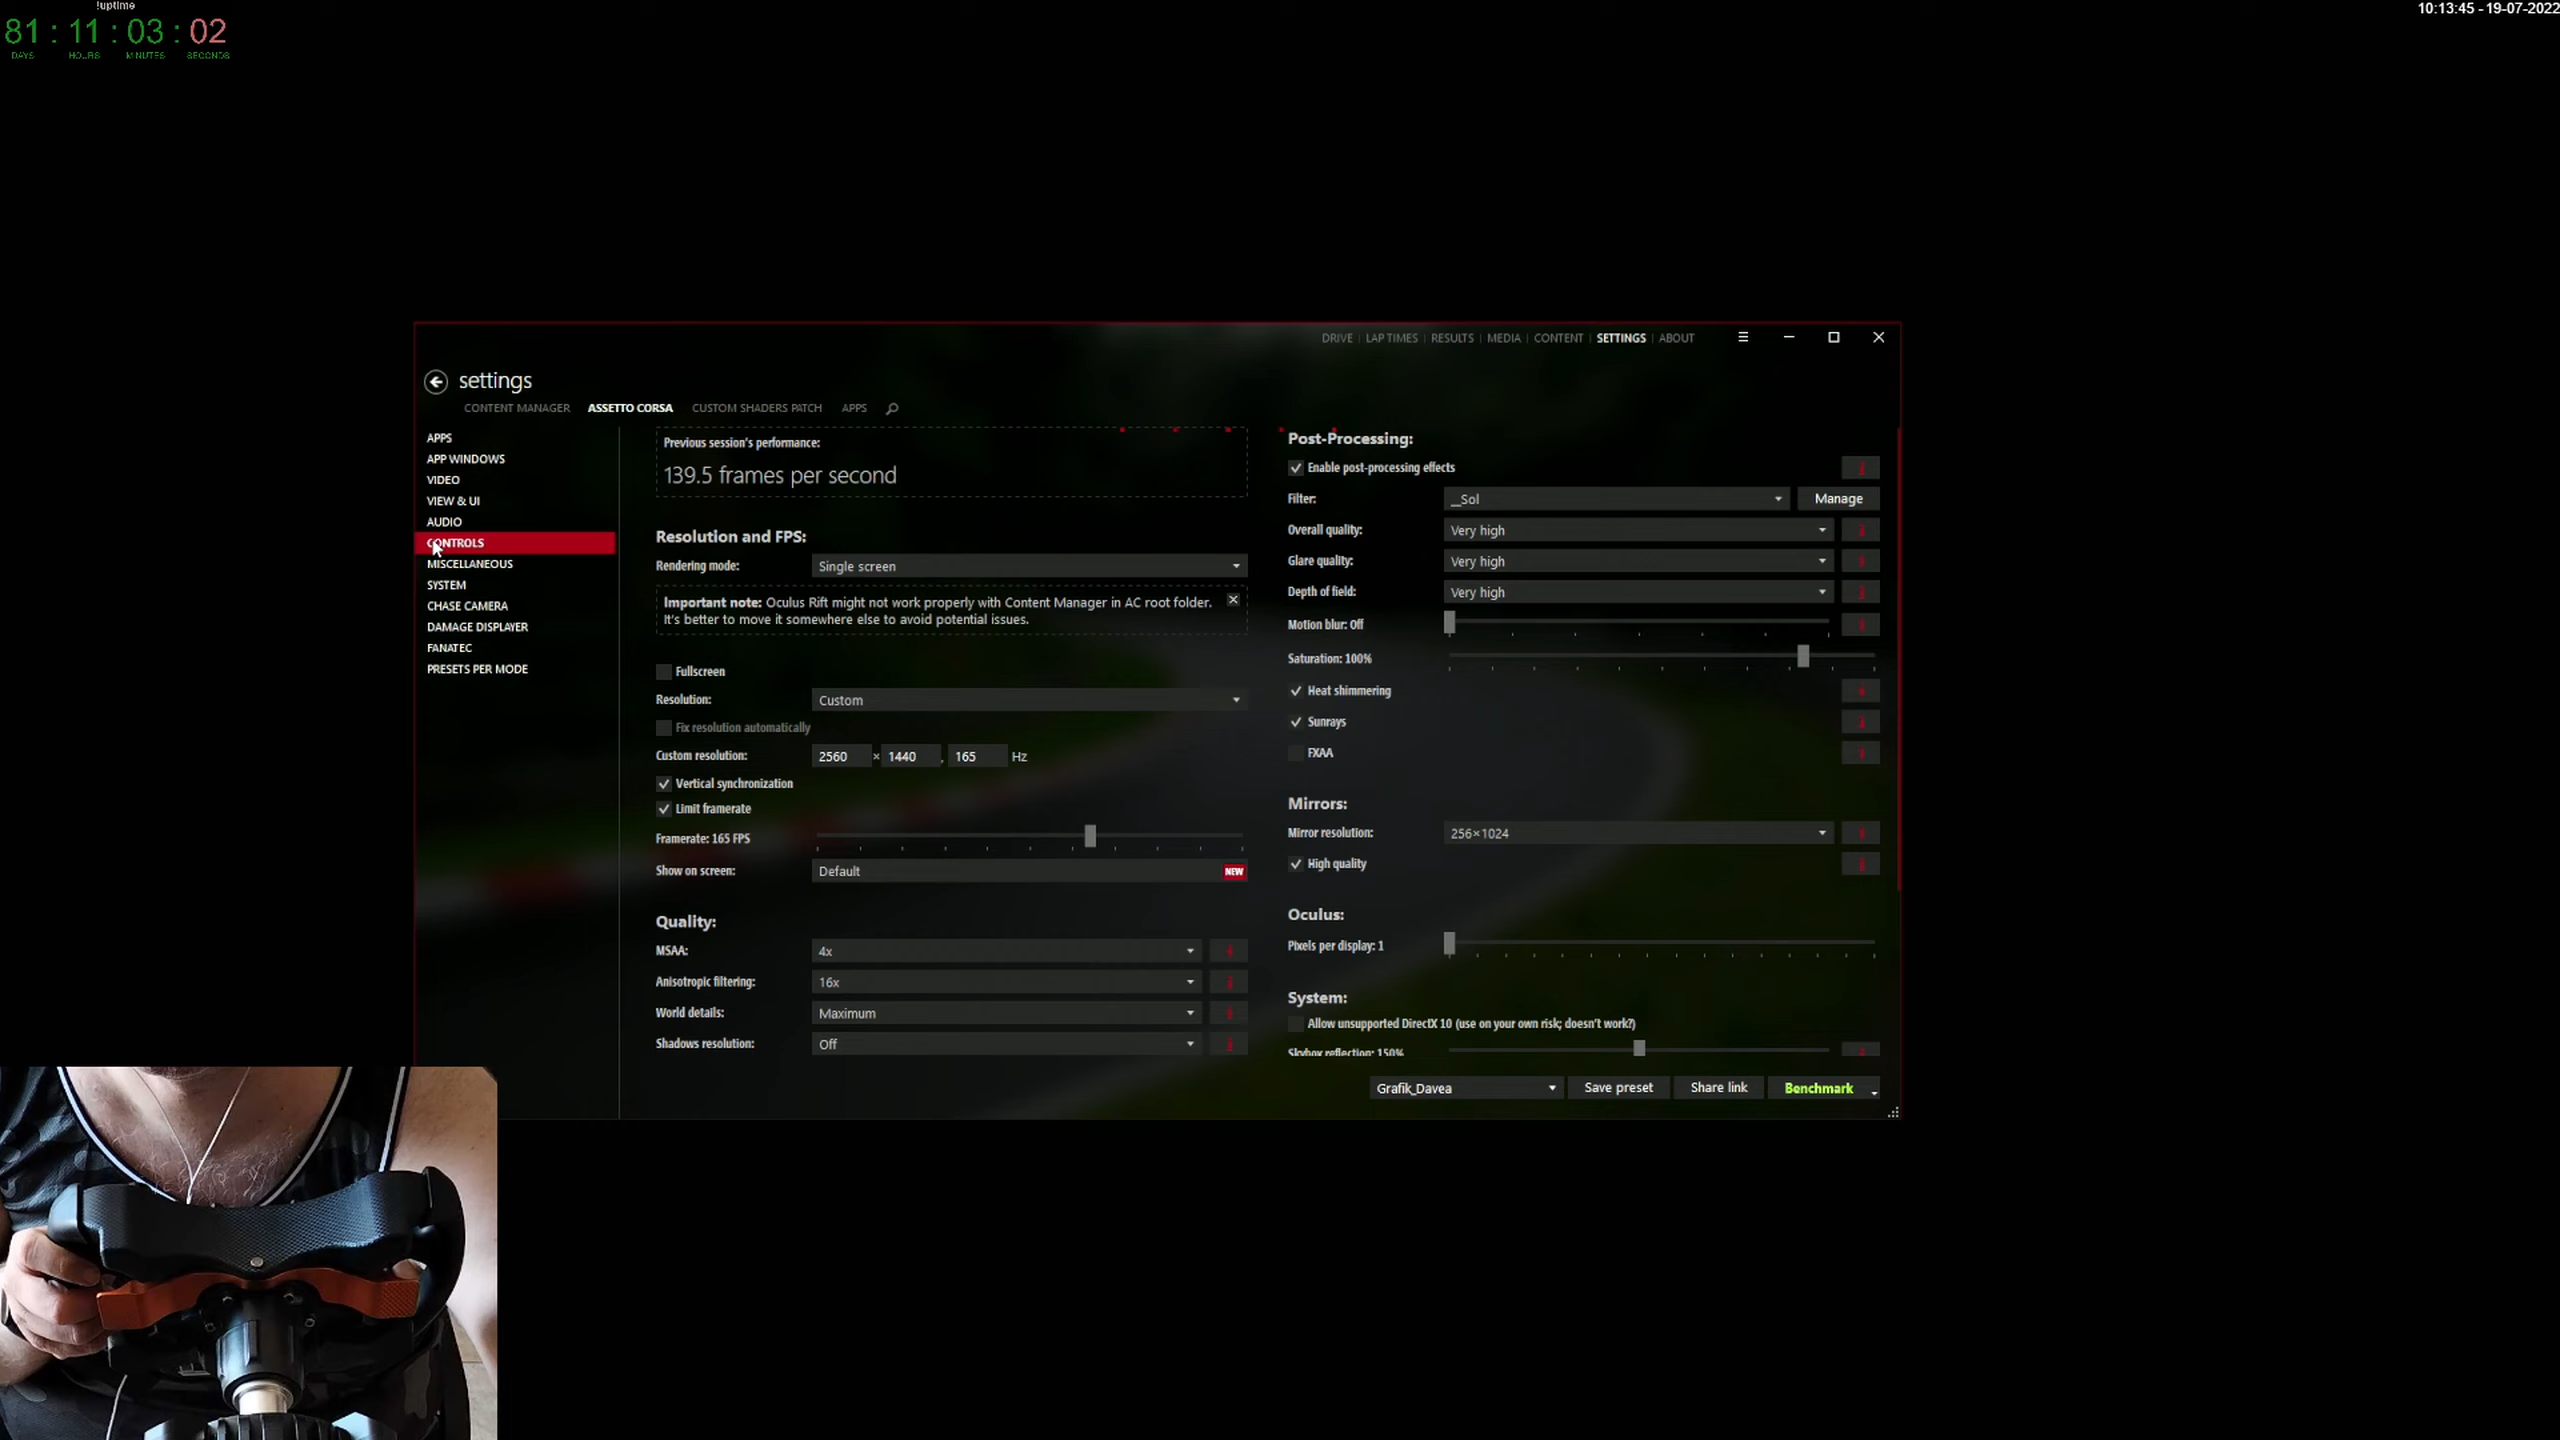 !uptime
81 : 11 : 03 : 02
DAYS HOURS MINUTES SECONDS
10:13:45 - 19-07-2022
DRIVE | LAP TIMES | RESULTS | MEDIA | CONTENT | SETTINGS | ABOUT
settings
CONTENT MANAGER ASSETTO CORSA CUSTOM SHADERS PATCH APPS
APPS
APP WINDOWS
VIDEO
VIEW & UI
AUDIO
CONTROLS
MISCELLANEOUS
SYSTEM
CHASE CAMERA
DAMAGE DISPLAYER
FANATEC
PRESETS PER MODE
Previous session's performance:
139.5 frames per second
Resolution and FPS:
Rendering mode: Single screen
Important note: Oculus Rift might not work properly with Content Manager in AC root folder.
It's better to move it somewhere else to avoid potential issues.
Fullscreen
Resolution: Custom
Fix resolution automatically
Custom resolution: 2560 × 1440 , 165 Hz
Vertical synchronization
Limit framerate
Framerate: 165 FPS
Show on screen: Default NEW
Quality:
MSAA: 4x
Anisotropic filtering: 16x
World details: Maximum
Shadows resolution: Off
Post-Processing:
Enable post-processing effects
Filter: __Sol Manage
Overall quality: Very high
Glare quality: Very high
Depth of field: Very high
Motion blur: Off
Saturation: 100%
Heat shimmering
Sunrays
FXAA
Mirrors:
Mirror resolution: 256×1024
High quality
Oculus:
Pixels per display: 1
System:
Allow unsupported DirectX 10 (use on your own risk; doesn't work?)
Skybox reflection: 150%
Grafik_Davea Save preset Share link Benchmark